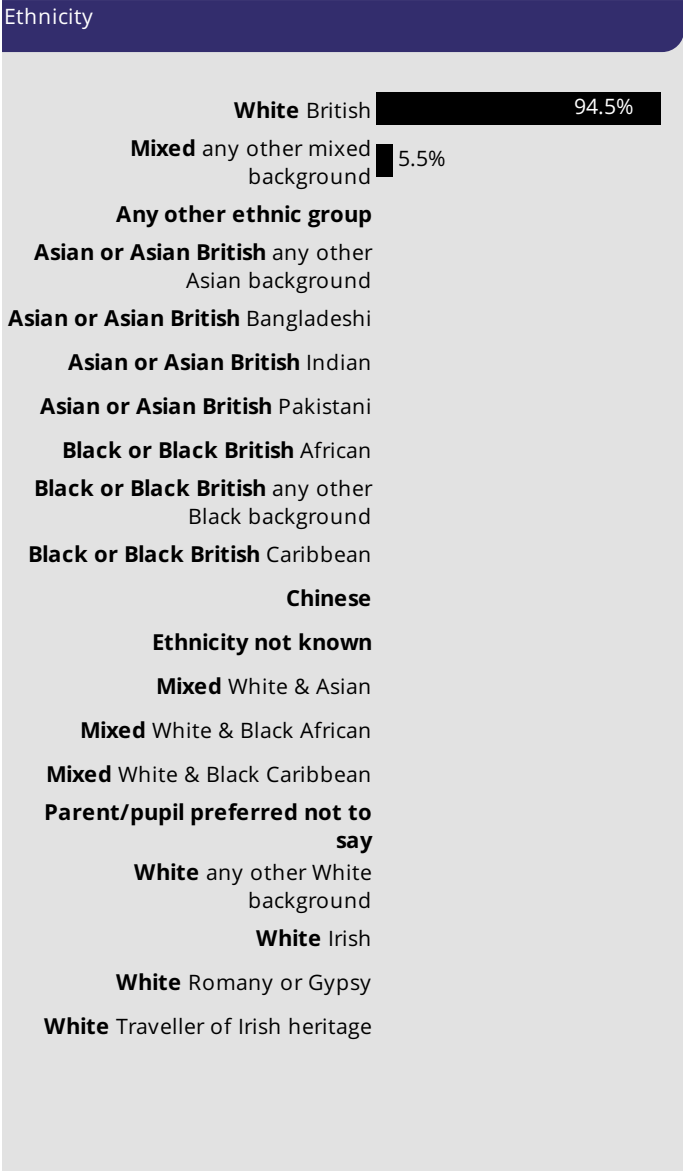 Ethnicity
White British
94.5%
Mixed any other mixed
background
5.5%
Any other ethnic group
Asian or Asian British any other
Asian background
Asian or Asian British Bangladeshi
Asian or Asian British Indian
Asian or Asian British Pakistani
Black or Black British African
Black or Black British any other
Black background
Black or Black British Caribbean
Chinese
Ethnicity not known
Mixed White & Asian
Mixed White & Black African
Mixed White & Black Caribbean
Parent/pupil preferred not to
say
White any other White
background
White Irish
White Romany or Gypsy
White Traveller of Irish heritage